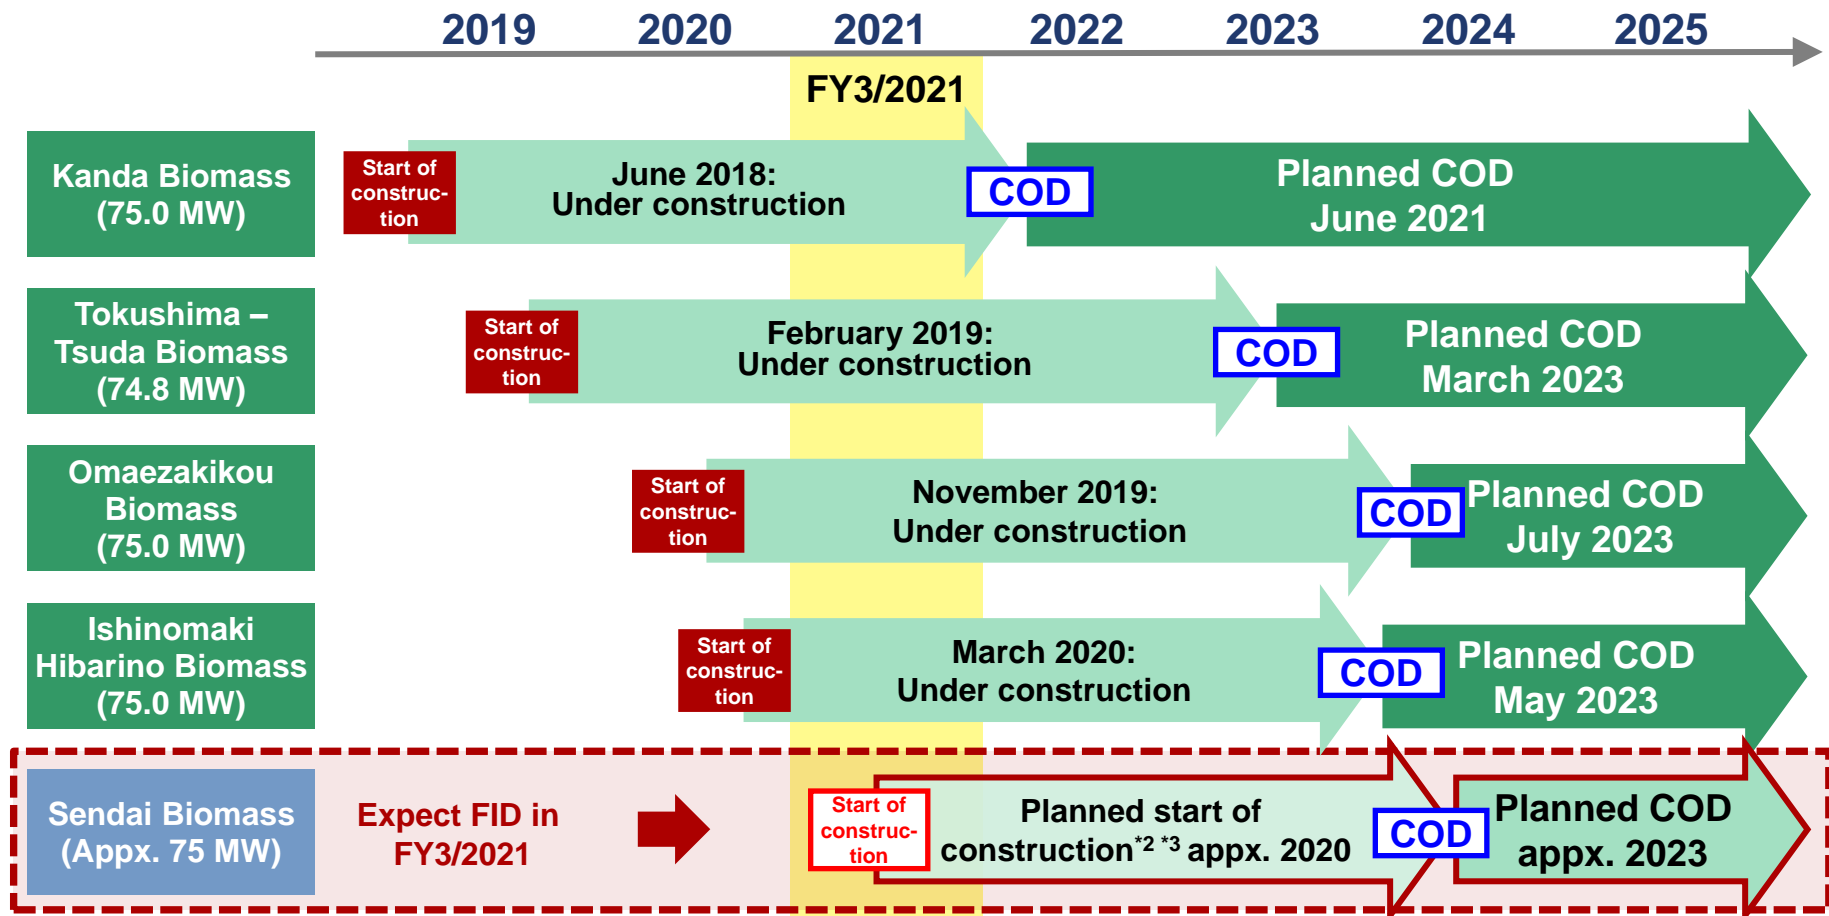 2019 2020 2021 2022 2023 2024 2025
FY3/2021
Kanda Biomass
(75.0 MW)
Start of
construc-
tion
June 2018:
Under construction
COD
Planned COD
June 2021
Tokushima –
Tsuda Biomass
(74.8 MW)
Start of
construc-
tion
February 2019:
Under construction
COD
Planned COD
March 2023
Omaezakikou
Biomass
(75.0 MW)
Start of
construc-
tion
November 2019:
Under construction
COD
Planned COD
July 2023
Ishinomaki
Hibarino Biomass
(75.0 MW)
Start of
construc-
tion
March 2020:
Under construction
COD
Planned COD
May 2023
Sendai Biomass
(Appx. 75 MW)
Expect FID in
FY3/2021
Start of
construc-
tion
Planned start of
construction*2 *3 appx. 2020
COD
Planned COD
appx. 2023